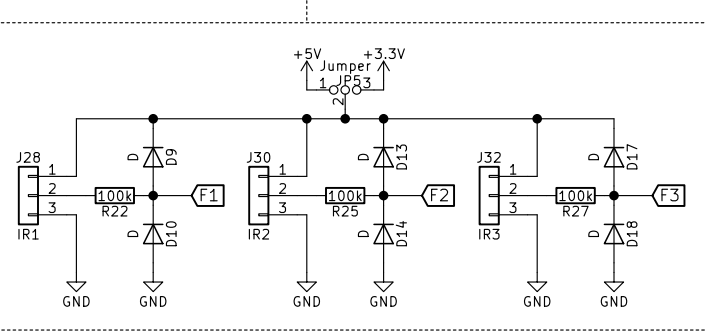 +5V +3.3V
Jumper
JP5
1 3
2
J28 J30 J32
1 D D9 1 D D13 1 D D17
2 100k F1 2 100k F2 2 100k F3
3 R22 3 R25 3 R27
IR1 D D10 IR2 D D14 IR3 D D18
GND GND GND GND GND GND